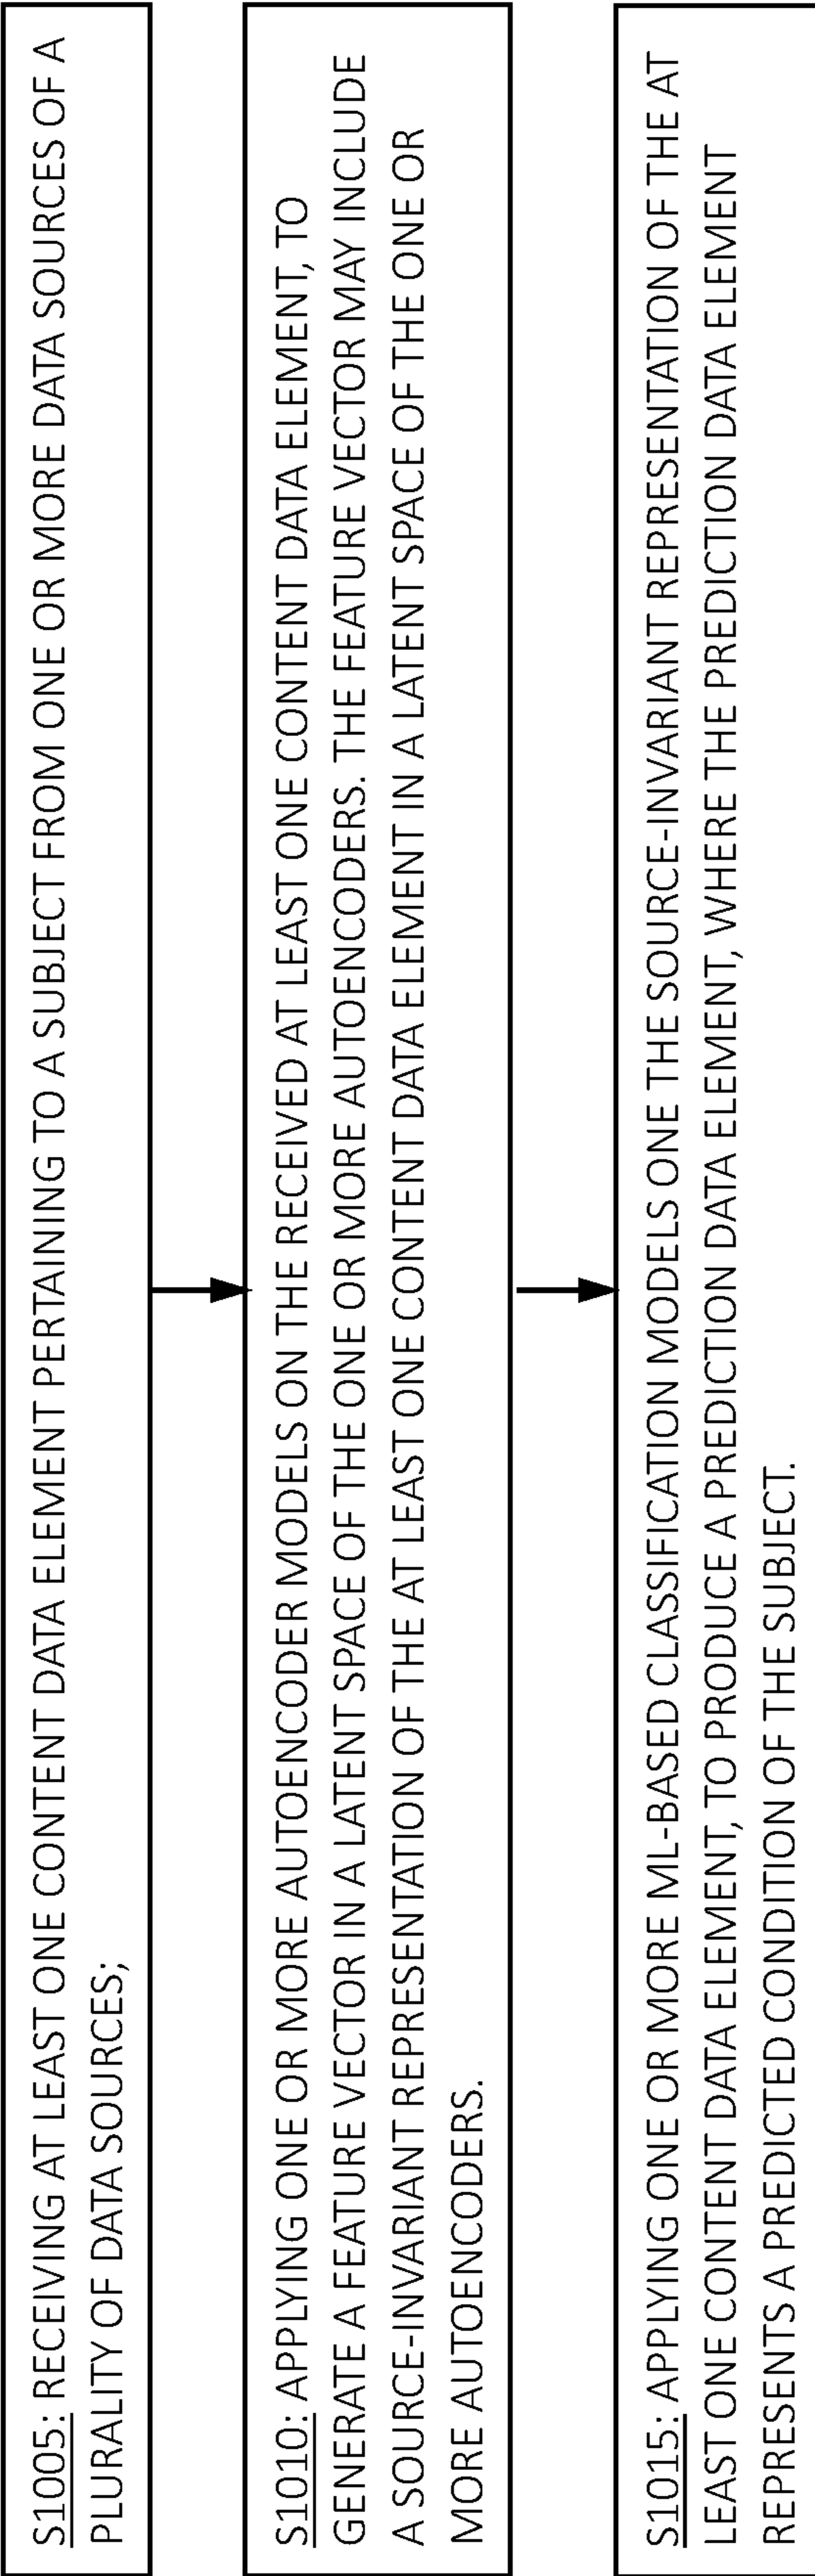 S1005: RECEIVING AT LEAST ONE CONTENT DATA ELEMENT PERTAINING TO A SUBJECT FROM ONE OR MORE DATA SOURCES OF A
PLURALITY OF DATA SOURCES;
S1010: APPLYING ONE OR MORE AUTOENCODER MODELS ON THE RECEIVED AT LEAST ONE CONTENT DATA ELEMENT, TO
GENERATE A FEATURE VECTOR IN A LATENT SPACE OF THE ONE OR MORE AUTOENCODERS. THE FEATURE VECTOR MAY INCLUDE
A SOURCE-INVARIANT REPRESENTATION OF THE AT LEAST ONE CONTENT DATA ELEMENT IN A LATENT SPACE OF THE ONE OR
MORE AUTOENCODERS.
S1015: APPLYING ONE OR MORE ML-BASED CLASSIFICATION MODELS ONE THE SOURCE-INVARIANT REPRESENTATION OF THE AT
LEAST ONE CONTENT DATA ELEMENT, TO PRODUCE A PREDICTION DATA ELEMENT, WHERE THE PREDICTION DATA ELEMENT
REPRESENTS A PREDICTED CONDITION OF THE SUBJECT.